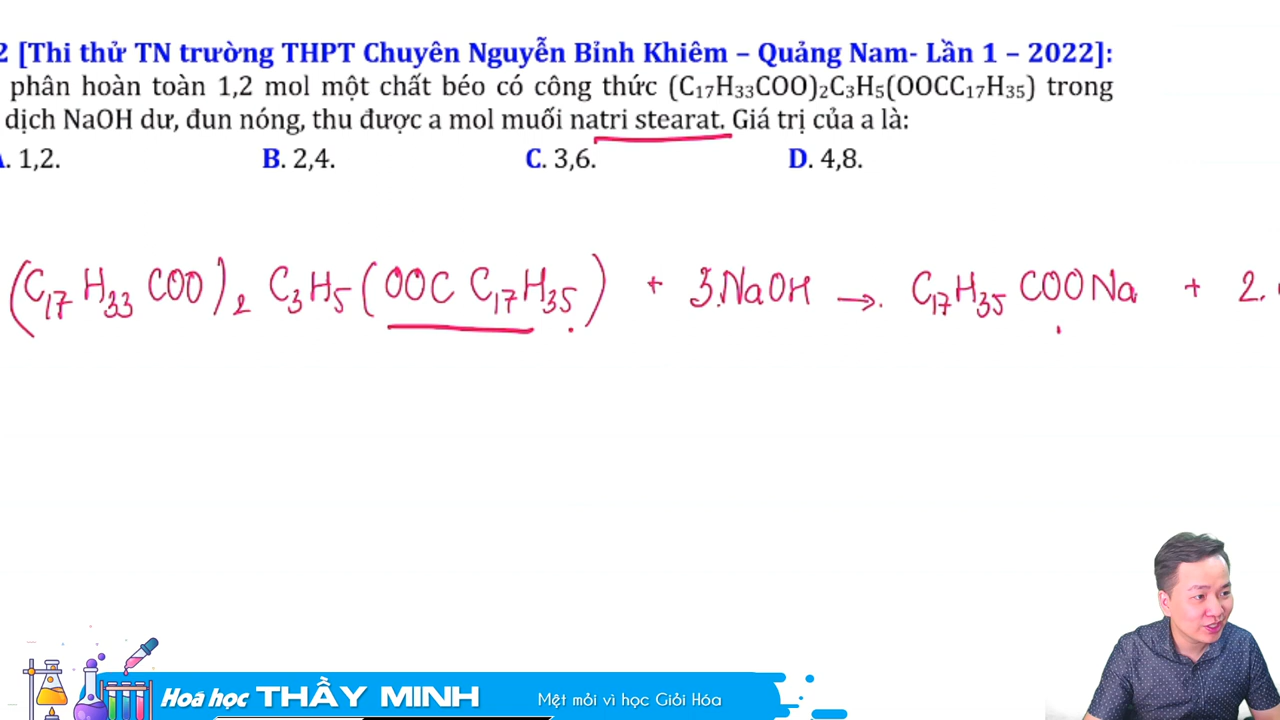 2 [Thi thử TN trường THPT Chuyên Nguyễn Bỉnh Khiêm – Quảng Nam- Lần 1 – 2022]:
phân hoàn toàn 1,2 mol một chất béo có công thức (C₁₇H₃₃COO)₂C₃H₅(OOCC₁₇H₃₅) trong
dịch NaOH dư, đun nóng, thu được a mol muối natri stearat. Giá trị của a là:
. 1,2. B. 2,4. C. 3,6. D. 4,8.
(C₁₇H₃₃COO)₂C₃H₅(OOCC₁₇H₃₅) + 3.NaOH → C₁₇H₃₅COONa + 2.
Hoá học THẦY MINH Mệt mỏi vì học Giỏi Hóa